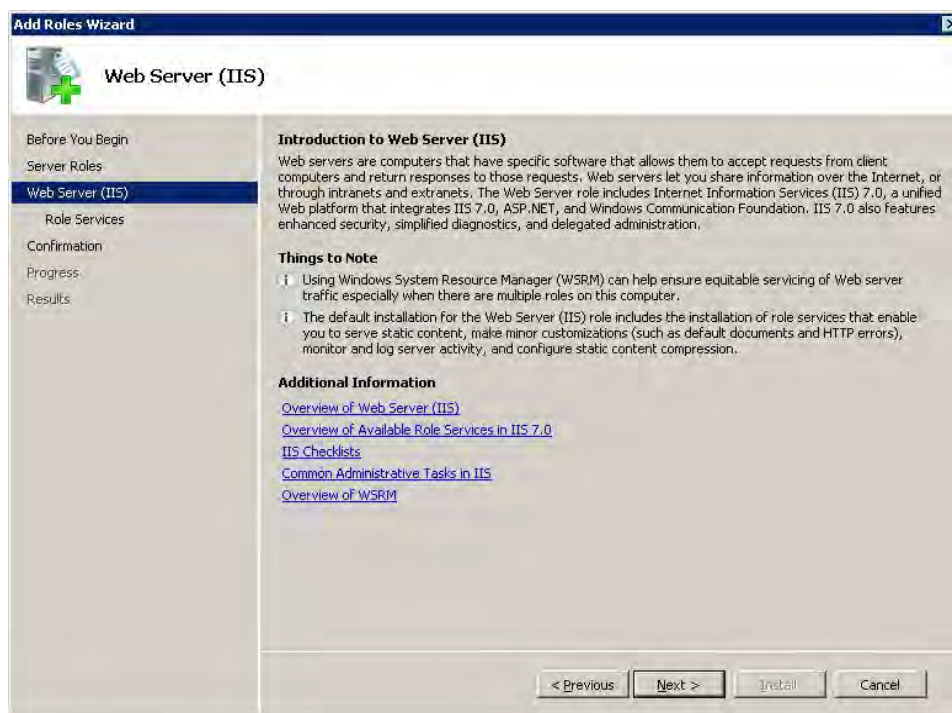 Add Roles Wizard
Web Server (IIS)
Before You Begin
Server Roles
Web Server (IIS)
Role Services
Confirmation
Progress
Results
Introduction to Web Server (IIS)
Web servers are computers that have specific software that allows them to accept requests from client
computers and return responses to those requests. Web servers let you share information over the Internet, or
through intranets and extranets. The Web Server role includes Internet Information Services (IIS) 7.0, a unified
Web platform that integrates IIS 7.0, ASP.NET, and Windows Communication Foundation. IIS 7.0 also features
enhanced security, simplified diagnostics, and delegated administration.
Things to Note
Using Windows System Resource Manager (WSRM) can help ensure equitable servicing of Web server
traffic especially when there are multiple roles on this computer.
The default installation for the Web Server (IIS) role includes the installation of role services that enable
you to serve static content, make minor customizations (such as default documents and HTTP errors),
monitor and log server activity, and configure static content compression.
Additional Information
Overview of Web Server (IIS)
Overview of Available Role Services in IIS 7.0
IIS Checklists
Common Administrative Tasks in IIS
Overview of WSRM
< Previous Next > Install Cancel